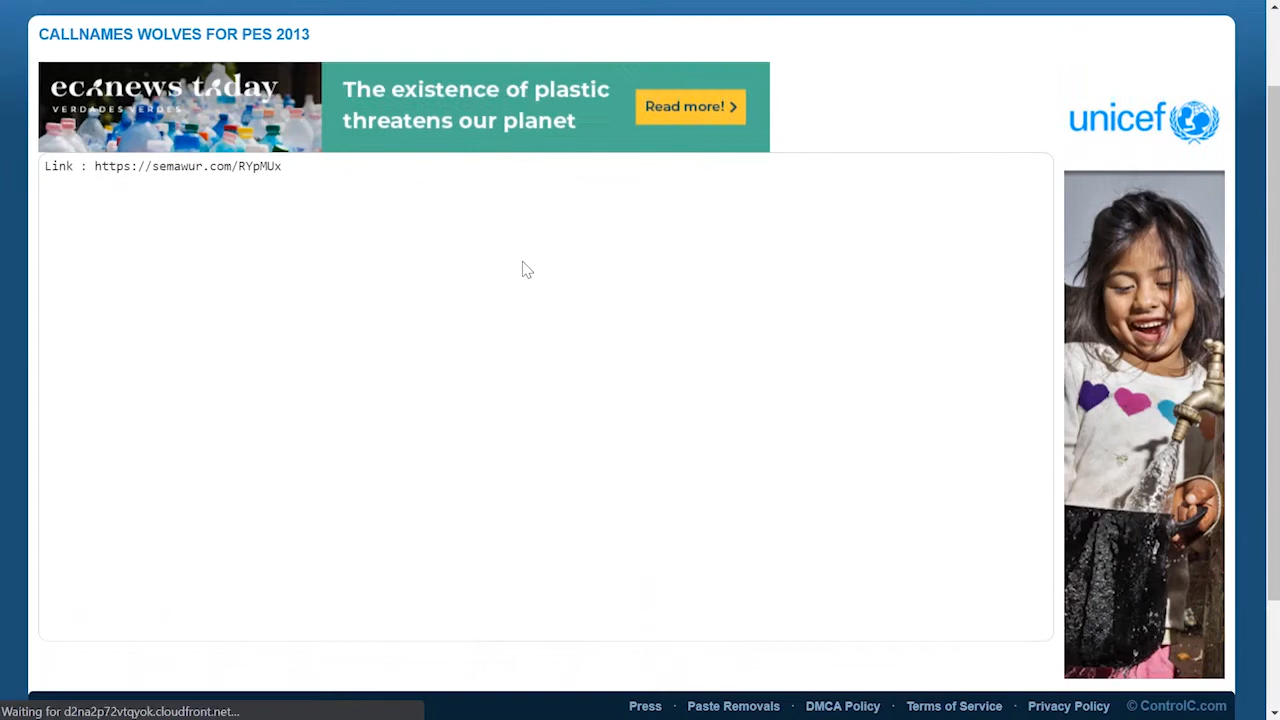 CALLNAMES WOLVES FOR PES 2013
econews today
VERDADES VERDES
The existence of plastic
threatens our planet
Read more! >
unicef
Link : https://semawur.com/RYpMUx
Waiting for d2na2p72vtqyok.cloudfront.net...
Press · Paste Removals · DMCA Policy · Terms of Service · Privacy Policy · © ControlC.com